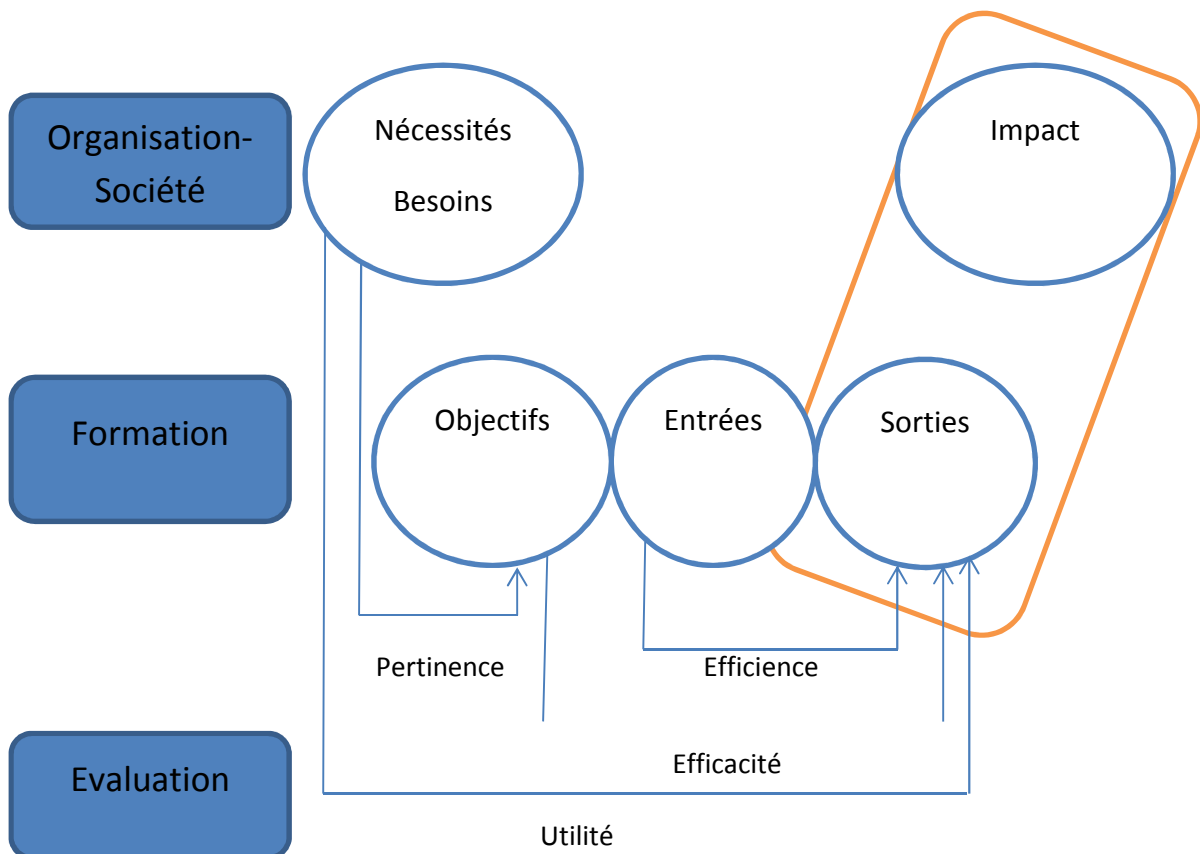 Organisation-
Société
Nécessités
Besoins
Impact
Formation
Objectifs
Entrées
Sorties
Pertinence
Efficience
Evaluation
Efficacité
Utilité